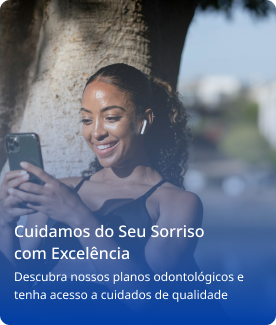 Cuidamos do Seu Sorriso
com Excelência
Descubra nossos planos odontológicos e
tenha acesso a cuidados de qualidade